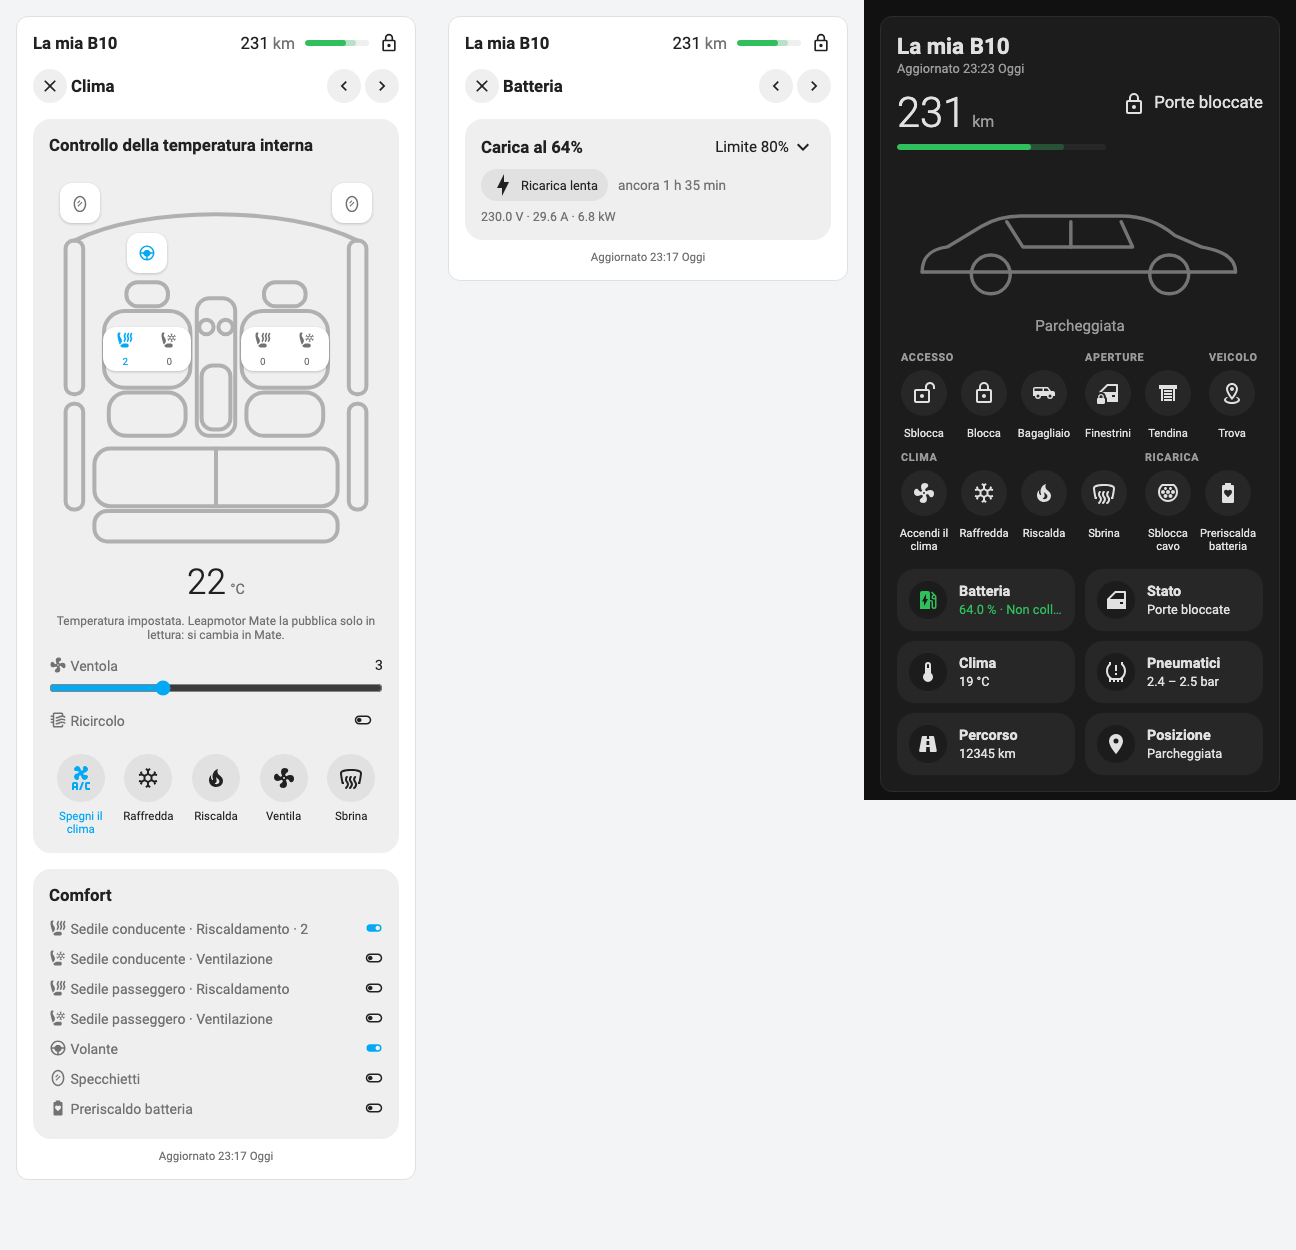 La mia B10
231 km
Clima
Controllo della temperatura interna
2
0
0
0
22 °C
Temperatura impostata. Leapmotor Mate la pubblica solo in
lettura: si cambia in Mate.
Ventola
3
Ricircolo
A/C
Spegni il
clima
Raffredda
Riscalda
Ventila
Sbrina
Comfort
Sedile conducente · Riscaldamento · 2
Sedile conducente · Ventilazione
Sedile passeggero · Riscaldamento
Sedile passeggero · Ventilazione
Volante
Specchietti
Preriscaldo batteria
Aggiornato 23:17 Oggi
La mia B10
231 km
Batteria
Carica al 64%
Limite 80%
Ricarica lenta
ancora 1 h 35 min
230.0 V · 29.6 A · 6.8 kW
Aggiornato 23:17 Oggi
La mia B10
Aggiornato 23:23 Oggi
231 km
Porte bloccate
Parcheggiata
ACCESSO
APERTURE
VEICOLO
Sblocca
Blocca
Bagagliaio
Finestrini
Tendina
Trova
CLIMA
RICARICA
Accendi il
clima
Raffredda
Riscalda
Sbrina
Sblocca
cavo
Preriscalda
batteria
Batteria
64.0 % · Non coll…
Stato
Porte bloccate
Clima
19 °C
Pneumatici
2.4 – 2.5 bar
Percorso
12345 km
Posizione
Parcheggiata